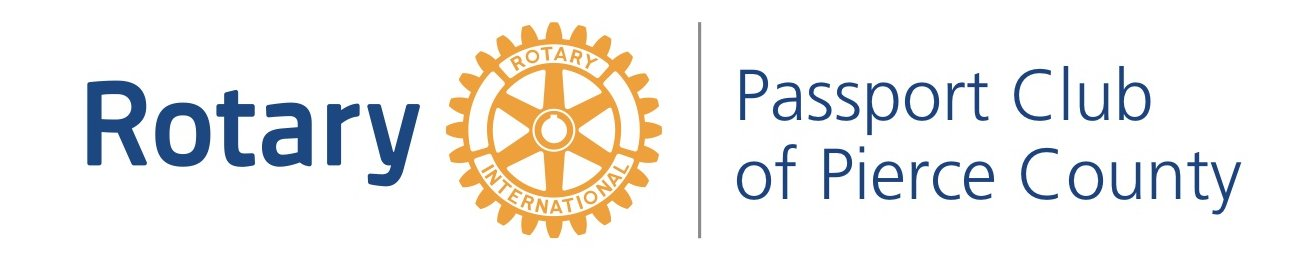 Rotary
ROTARY
INTERNATIONAL
Passport Club
of Pierce County